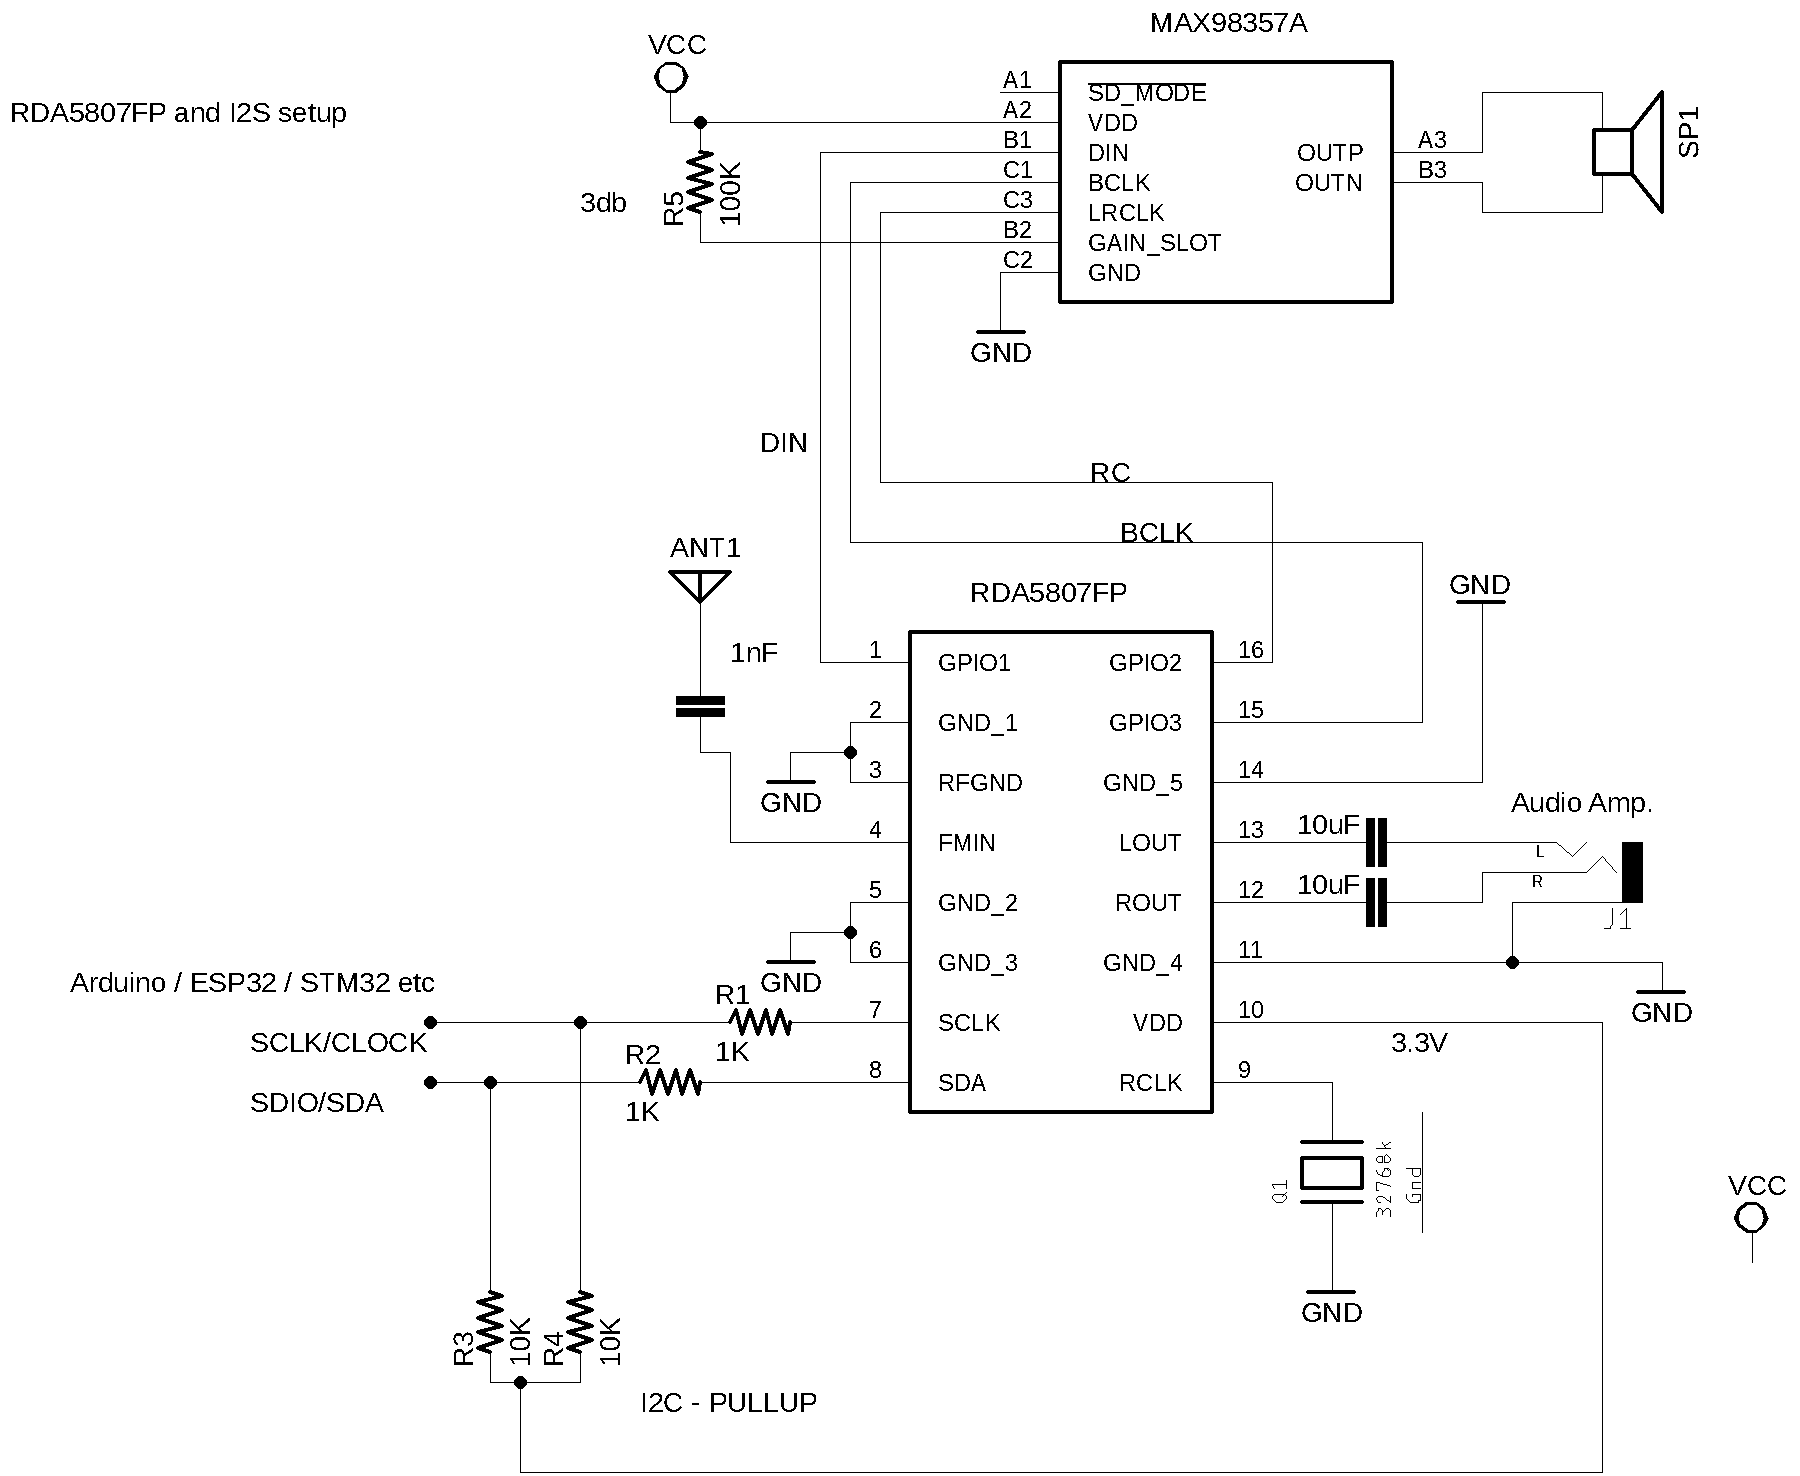 MAX98357A
VCC
RDA5807FP and I2S setup
A1
SD_MODE
A2
VDD
B1
DIN
C1
BCLK
C3
LRCLK
B2
GAIN_SLOT
C2
GND
OUTP
A3
OUTN
B3
SP1
3db
R5
100K
GND
DIN
RC
BCLK
ANT1
RDA5807FP
GND
1nF
1
GPIO1
GPIO2
16
2
GND_1
GPIO3
15
3
RFGND
GND_5
14
GND
Audio Amp.
4
FMIN
LOUT
13
10uF
L
5
GND_2
ROUT
12
10uF
R
J1
6
GND_3
GND_4
11
GND
GND
Arduino / ESP32 / STM32 etc
R1
7
SCLK
VDD
10
SCLK/CLOCK
1K
3.3V
R2
8
SDA
RCLK
9
SDIO/SDA
1K
Q1
32768k
Gnd
VCC
GND
R3
10K
R4
10K
I2C - PULLUP